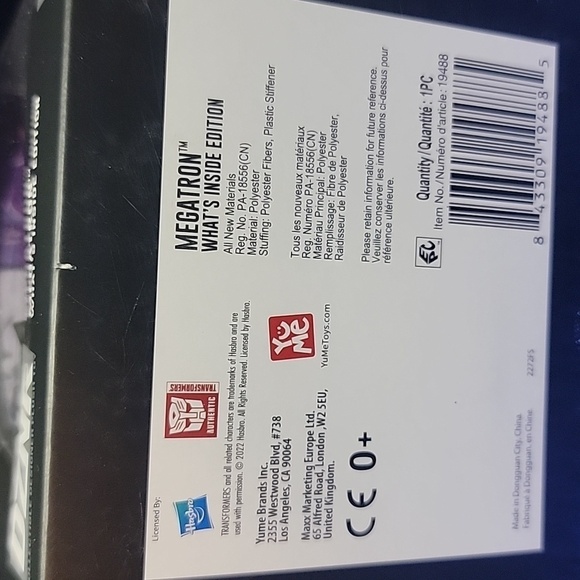 Licensed By:
Hasbro
AUTHENTIC
TRANSFORMERS
TRANSFORMERS and all related characters are trademarks of Hasbro and are
used with permission. © 2022 Hasbro. All Rights Reserved. Licensed by Hasbro.
Yume Brands Inc.
2355 Westwood Blvd, #738
Los Angeles, CA 90064
YuMe
YuMeToys.com
Maxx Marketing Europe Ltd.
65 Alfred Road, London ,W2 5EU,
United Kingdom.
CE 0+
Made in Dongguan City, China
Fabriqué à Dongguan, en Chine
2272FS
MEGATRON™
WHAT'S INSIDE EDITION
All New Materials
Reg. No. PA-18556(CN)
Material: Polyester
Stuffing: Polyester Fibers, Plastic Stiffener
Tous les nouveaux matériaux
Reg. Numéro PA-18556(CN)
Matériau Principal: Polyester
Remplissage: Fibre de Polyester,
Raidisseur de Polyester
Please retain information for future reference.
Veuillez conserver les informations ci-dessus pour
référence ultérieure.
Quantity/Quantité : 1PC
Item No./Numéro d'article: 19488
8 43309 19488 5